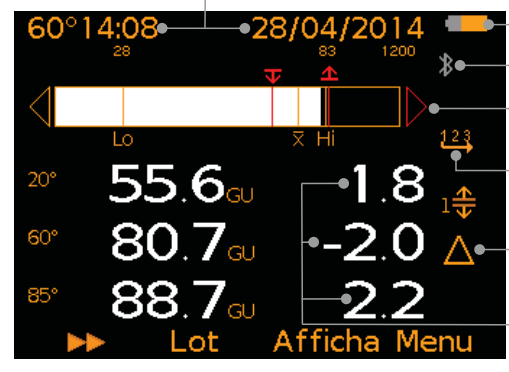 60°14:08 28/04/2014
28 83 1200
Lo x̅ Hi
123
20° 55.6GU 1.8
1
60° 80.7GU -2.0
85° 88.7GU 2.2
Lot Afficha Menu